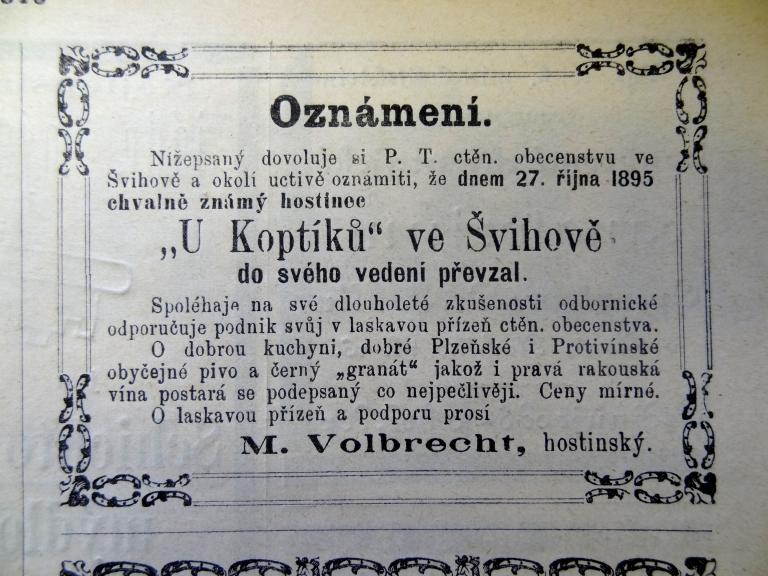 Oznámení.
Nížepsaný dovoluje si P. T. ctěn. obecenstvu ve
Švihově a okolí uctivě oznámiti, že dnem 27. října 1895
chvalně známý hostinec
„U Koptíků“ ve Švihově
do svého vedení převzal.
Spoléhaje na své dlouholeté zkušenosti odbornické
odporučuje podnik svůj v laskavou přízeň ctěn. obecenstva.
O dobrou kuchyni, dobré Plzeňské i Protivínské
obyčejné pivo a černý „granát“ jakož i pravá rakouská
vína postará se podepsaný co nejpečlivěji. Ceny mírné.
O laskavou přízeň a podporu prosí
M. Volbrecht, hostinský.